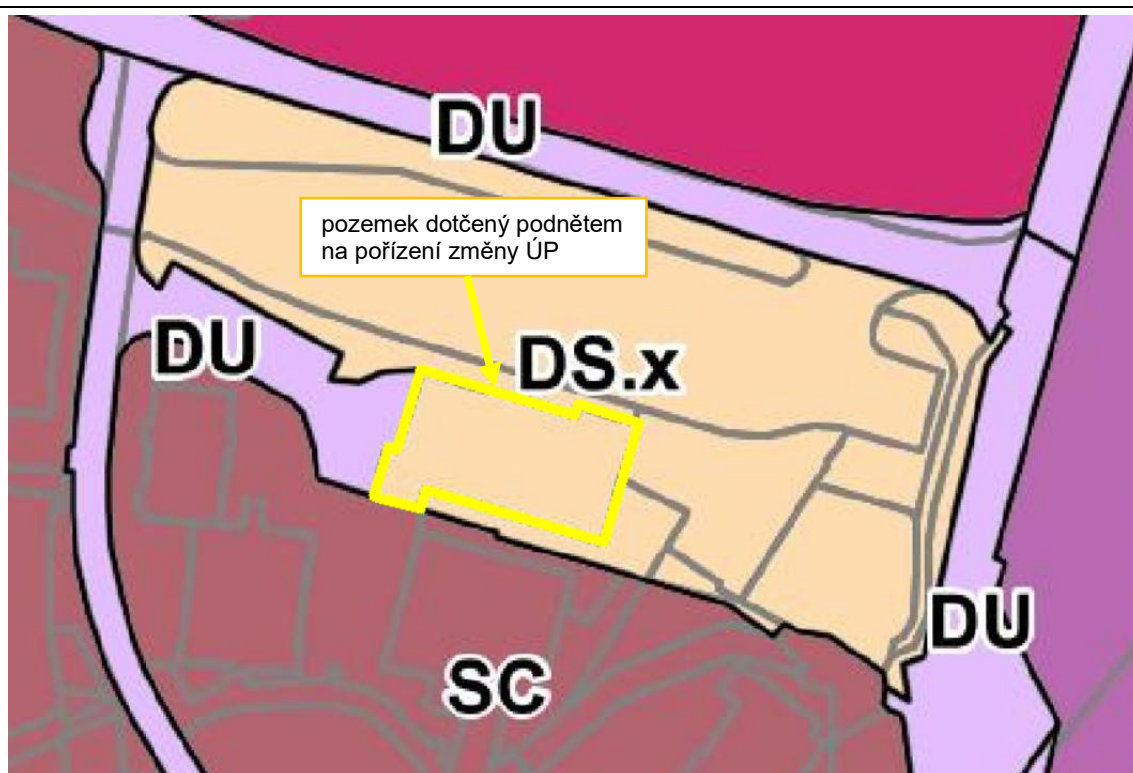 DU
pozemek dotčený podnětem
na pořízení změny ÚP
DU
DS.x
DU
SC